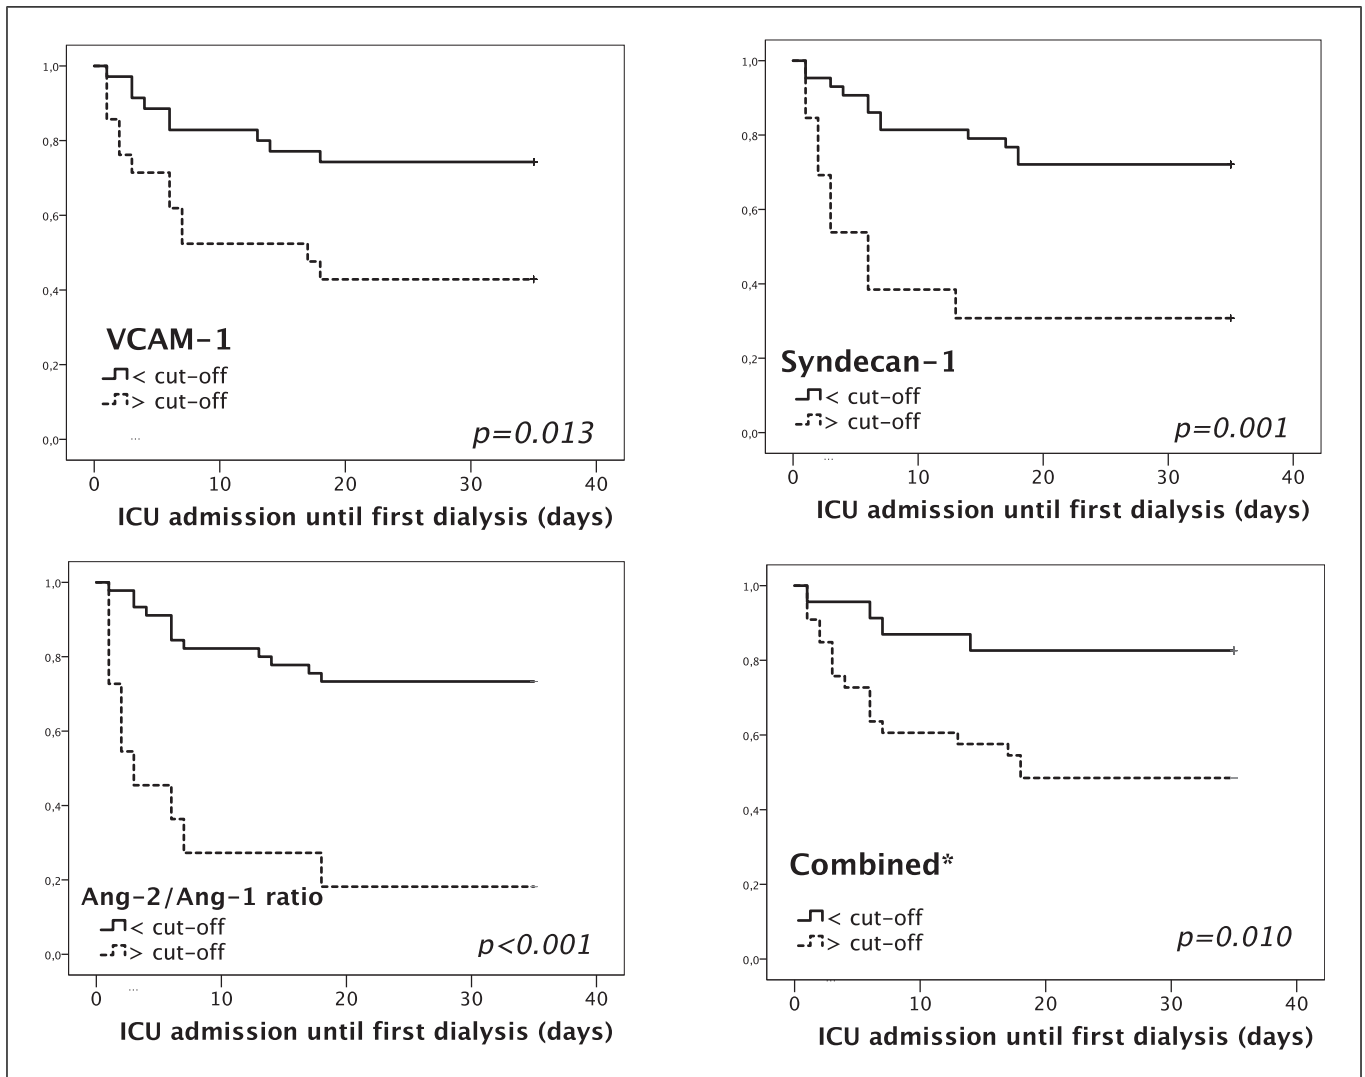 1,0
0,8
0,6
0,4
VCAM-1
0,2
< cut-off
> cut-off
...
0,0
p=0.013
0 10 20 30 40
ICU admission until first dialysis (days)
1,0
0,8
0,6
0,4
0,2
Syndecan-1
< cut-off
> cut-off
0,0
p=0.001
...
0 10 20 30 40
ICU admission until first dialysis (days)
1,0
0,8
0,6
0,4
0,2
Ang-2/Ang-1 ratio
< cut-off
> cut-off
0,0
p<0.001
...
0 10 20 30 40
ICU admission until first dialysis (days)
1,0
0,8
0,6
0,4
Combined*
0,2
< cut-off
> cut-off
0,0
p=0.010
...
0 10 20 30 40
ICU admission until first dialysis (days)